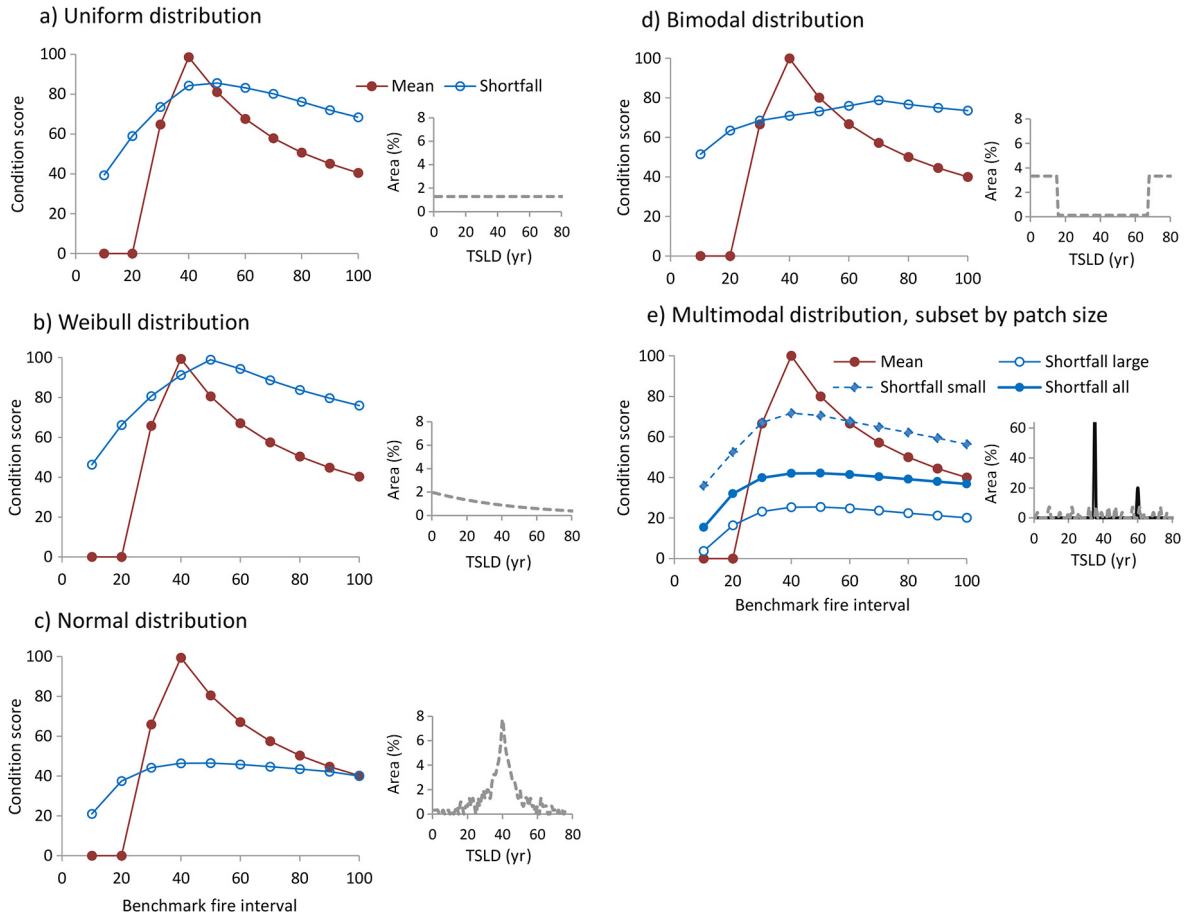 a) Uniform distribution
100
80
60
40
20
0
Condition score
0 20 40 60 80 100
Mean Shortfall
8
6
4
2
0
Area (%)
0 20 40 60 80
TSLD (yr)
b) Weibull distribution
100
80
60
40
20
0
Condition score
0 20 40 60 80 100
8
6
4
2
0
Area (%)
0 20 40 60 80
TSLD (yr)
c) Normal distribution
100
80
60
40
20
0
Condition score
0 20 40 60 80 100
Benchmark fire interval
8
6
4
2
0
Area (%)
0 20 40 60 80
TSLD (yr)
d) Bimodal distribution
100
80
60
40
20
0
Condition score
0 20 40 60 80 100
8
6
4
2
0
Area (%)
0 20 40 60 80
TSLD (yr)
e) Multimodal distribution, subset by patch size
Mean Shortfall large
Shortfall small Shortfall all
100
80
60
40
20
0
Condition score
0 20 40 60 80 100
Benchmark fire interval
60
40
20
0
Area (%)
0 20 40 60 80
TSLD (yr)